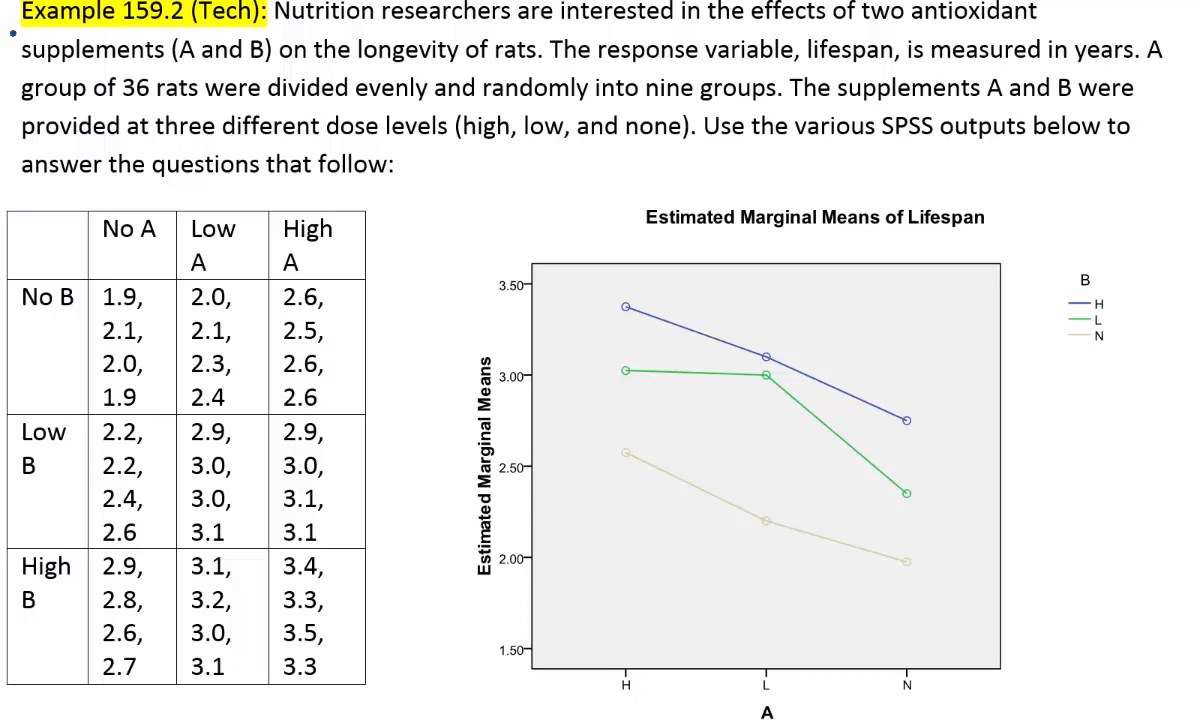 Example 159.2 (Tech): Nutrition researchers are interested in the effects of two antioxidant
supplements (A and B) on the longevity of rats. The response variable, lifespan, is measured in years. A
group of 36 rats were divided evenly and randomly into nine groups. The supplements A and B were
provided at three different dose levels (high, low, and none). Use the various SPSS outputs below to
answer the questions that follow:
No A Low High
A A
No B 1.9, 2.0, 2.6,
2.1, 2.1, 2.5,
2.0, 2.3, 2.6,
1.9 2.4 2.6
Low 2.2, 2.9, 2.9,
B 2.2, 3.0, 3.0,
2.4, 3.0, 3.1,
2.6 3.1 3.1
High 2.9, 3.1, 3.4,
B 2.8, 3.2, 3.3,
2.6, 3.0, 3.5,
2.7 3.1 3.3
Estimated Marginal Means of Lifespan
Estimated Marginal Means
3.50
3.00
2.50
2.00
1.50
H L N
A
B
H
L
N